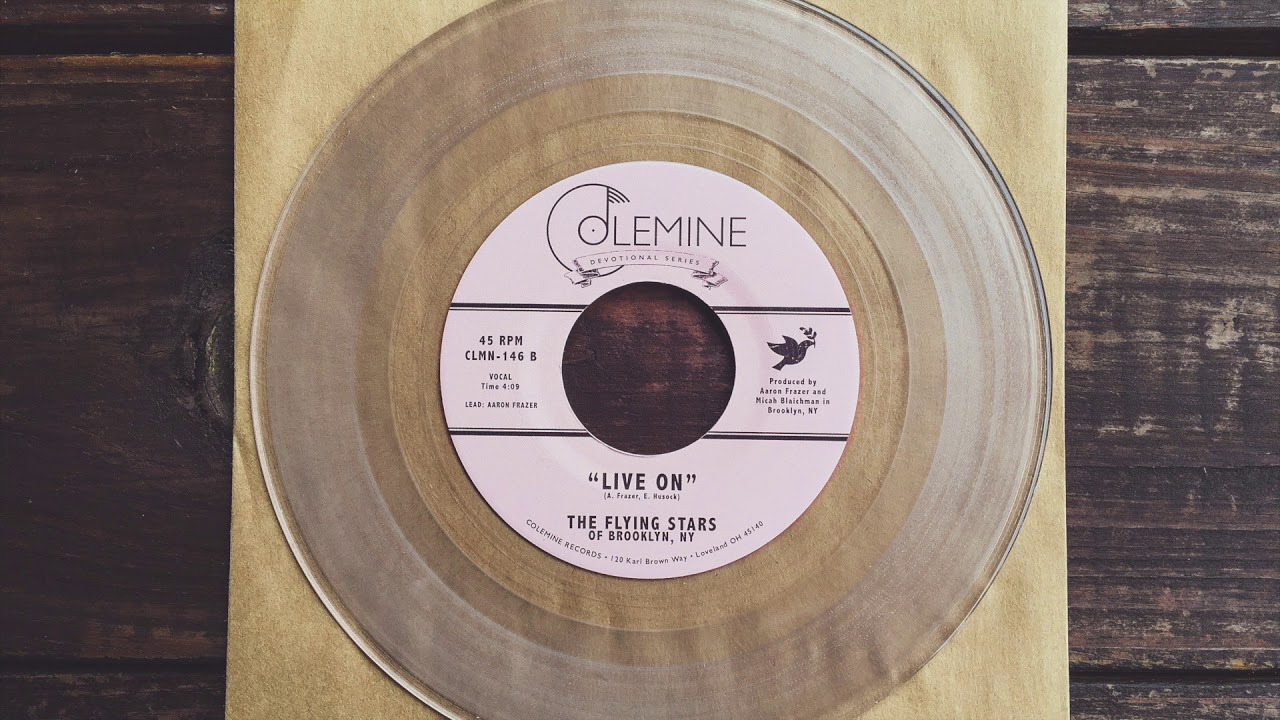 COLEMINE
DEVOTIONAL SERIES
45 RPM
CLMN-146 B
VOCAL
Time 4:09
LEAD: AARON FRAZER
Produced by
Aaron Frazer and
Micah Blaichman in
Brooklyn, NY
“LIVE ON”
(A. Frazer, E. Husock)
THE FLYING STARS
OF BROOKLYN, NY
COLEMINE RECORDS • 120 Karl Brown Way • Loveland OH 45140